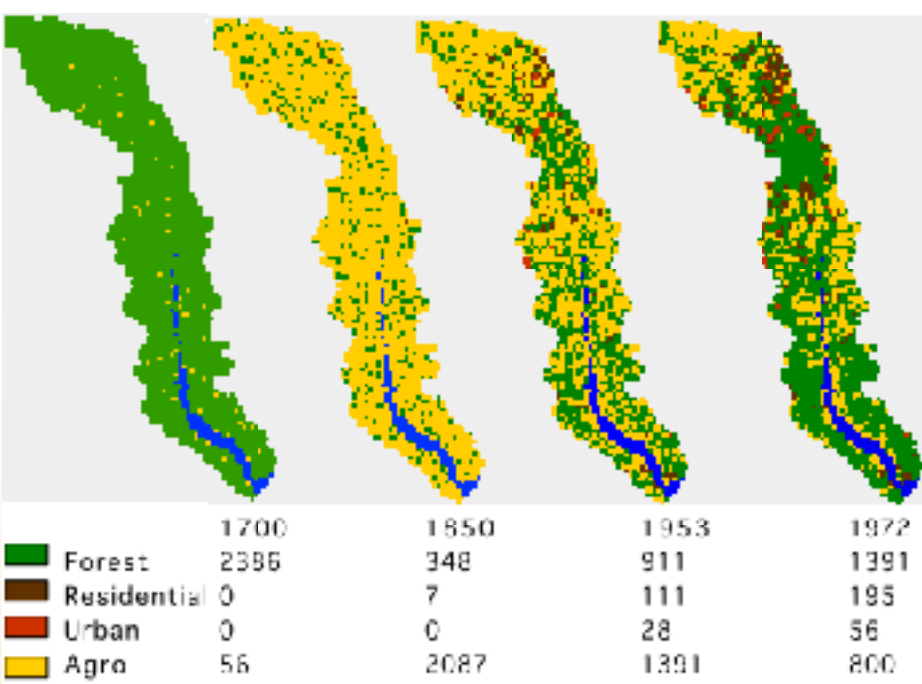 1700 1850 1953 1972
Forest 2386 348 911 1391
Residential 0 7 111 195
Urban 0 0 28 56
Agro 56 2087 1391 800